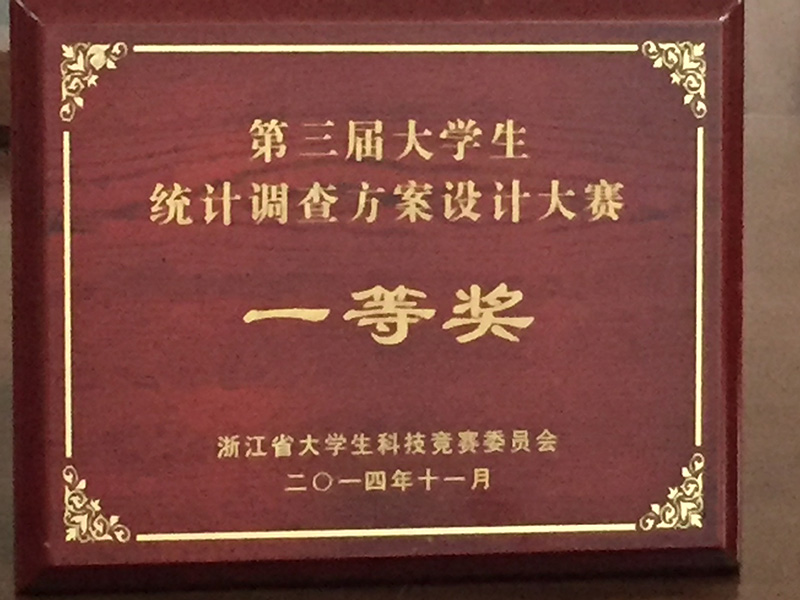 第三届大学生
统计调查方案设计大赛
一等奖
浙江省大学生科技竞赛委员会
二〇一四年十一月